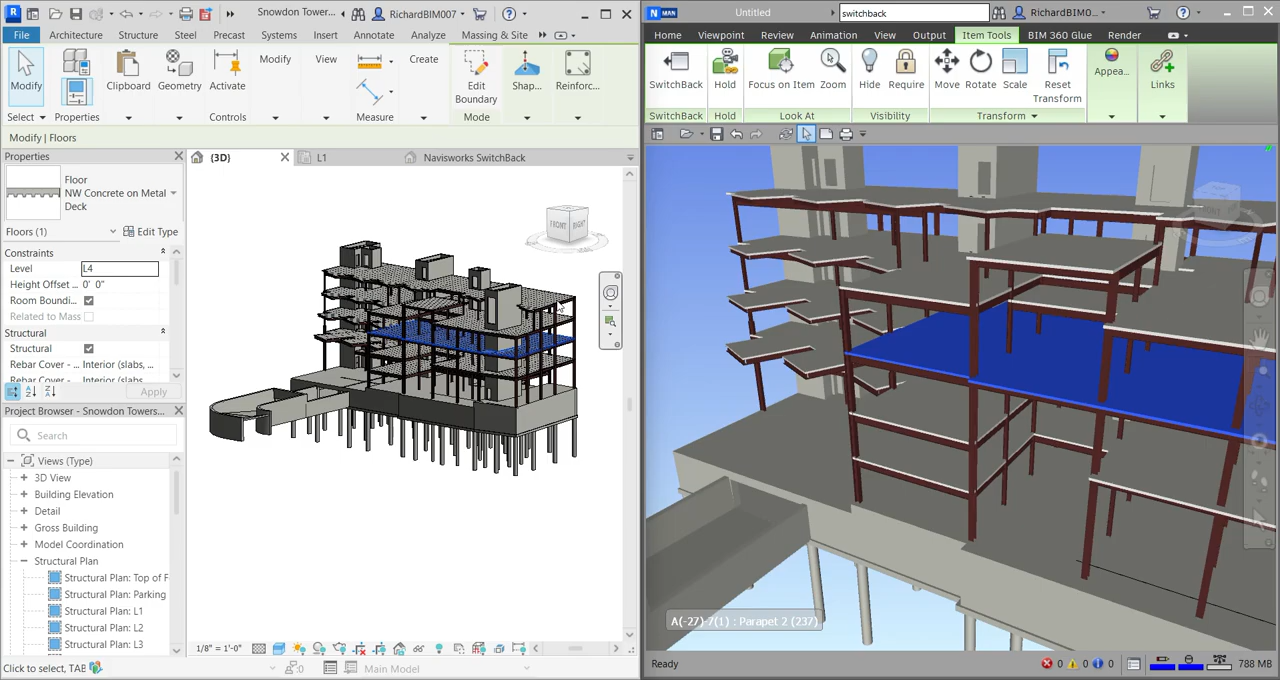 Snowdon Tower...
RichardBIM007
File
Architecture
Structure
Steel
Precast
Systems
Insert
Annotate
Analyze
Massing & Site
Modify
Clipboard
Geometry
Activate
Modify
View
Create
Edit
Boundary
Shap...
Reinforc...
Select
Properties
Controls
Measure
Mode
Modify | Floors
Properties
Floor
NW Concrete on Metal
Deck
Floors (1)
Edit Type
Constraints
Level
L4
Height Offset ...
0' 0"
Room Boundi...
Related to Mass
Structural
Structural
Rebar Cover - ...
Interior (slabs, ...
Rebar Cover - ...
Interior (slabs, ...
Apply
Project Browser - Snowdon Towers...
Search
Views (Type)
3D View
Building Elevation
Detail
Gross Building
Model Coordination
Structural Plan
Structural Plan: Top of F
Structural Plan: Parking
Structural Plan: L1
Structural Plan: L2
Structural Plan: L3
(3D)
L1
Navisworks SwitchBack
FRONT
RIGHT
1/8" = 1'-0"
Click to select, TAB
:0
Main Model
N MAN
Untitled
switchback
RichardBIM0...
Home
Viewpoint
Review
Animation
View
Output
Item Tools
BIM 360 Glue
Render
SwitchBack
Hold
Focus on Item
Zoom
Hide
Require
Move
Rotate
Scale
Reset
Transform
Appea...
Links
SwitchBack
Hold
Look At
Visibility
Transform
A(-27)-7(1) : Parapet 2 (237)
Ready
0
0
0
788 MB